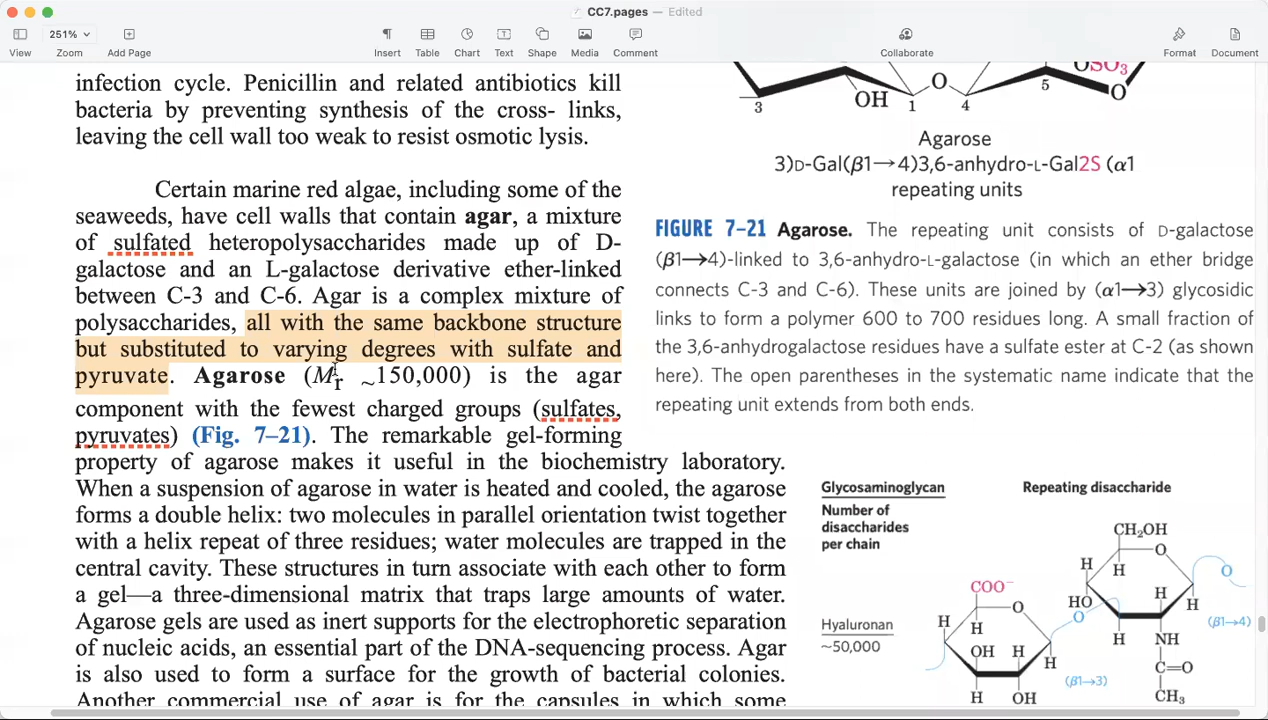 CC7.pages — Edited
251%
View
Zoom
Add Page
Insert
Table
Chart
Text
Shape
Media
Comment
Collaborate
Format
Document
infection cycle. Penicillin and related antibiotics kill
bacteria by preventing synthesis of the cross- links,
leaving the cell wall too weak to resist osmotic lysis.
Certain marine red algae, including some of the
seaweeds, have cell walls that contain agar, a mixture
of sulfated heteropolysaccharides made up of D-
galactose and an L-galactose derivative ether-linked
between C-3 and C-6. Agar is a complex mixture of
polysaccharides, all with the same backbone structure
but substituted to varying degrees with sulfate and
pyruvate. Agarose (Mr ~150,000) is the agar
component with the fewest charged groups (sulfates,
pyruvates) (Fig. 7–21). The remarkable gel-forming
property of agarose makes it useful in the biochemistry laboratory.
When a suspension of agarose in water is heated and cooled, the agarose
forms a double helix: two molecules in parallel orientation twist together
with a helix repeat of three residues; water molecules are trapped in the
central cavity. These structures in turn associate with each other to form
a gel—a three-dimensional matrix that traps large amounts of water.
Agarose gels are used as inert supports for the electrophoretic separation
of nucleic acids, an essential part of the DNA-sequencing process. Agar
is also used to form a surface for the growth of bacterial colonies.
Another commercial use of agar is for the capsules in which some
OSO3
3
OH
1
O
4
5
O
Agarose
3)D-Gal(β1→4)3,6-anhydro-L-Gal2S (α1
repeating units
FIGURE 7–21 Agarose. The repeating unit consists of D-galactose
(β1→4)-linked to 3,6-anhydro-L-galactose (in which an ether bridge
connects C-3 and C-6). These units are joined by (α1→3) glycosidic
links to form a polymer 600 to 700 residues long. A small fraction of
the 3,6-anhydrogalactose residues have a sulfate ester at C-2 (as shown
here). The open parentheses in the systematic name indicate that the
repeating unit extends from both ends.
Glycosaminoglycan
Repeating disaccharide
Number of
disaccharides
per chain
Hyaluronan
~50,000
CH₂OH
O
H
H
HO
H
H
H
NH
C=O
CH₃
O
(β1→4)
COO⁻
O
H
H
OH
H
H
H
OH
O
(β1→3)